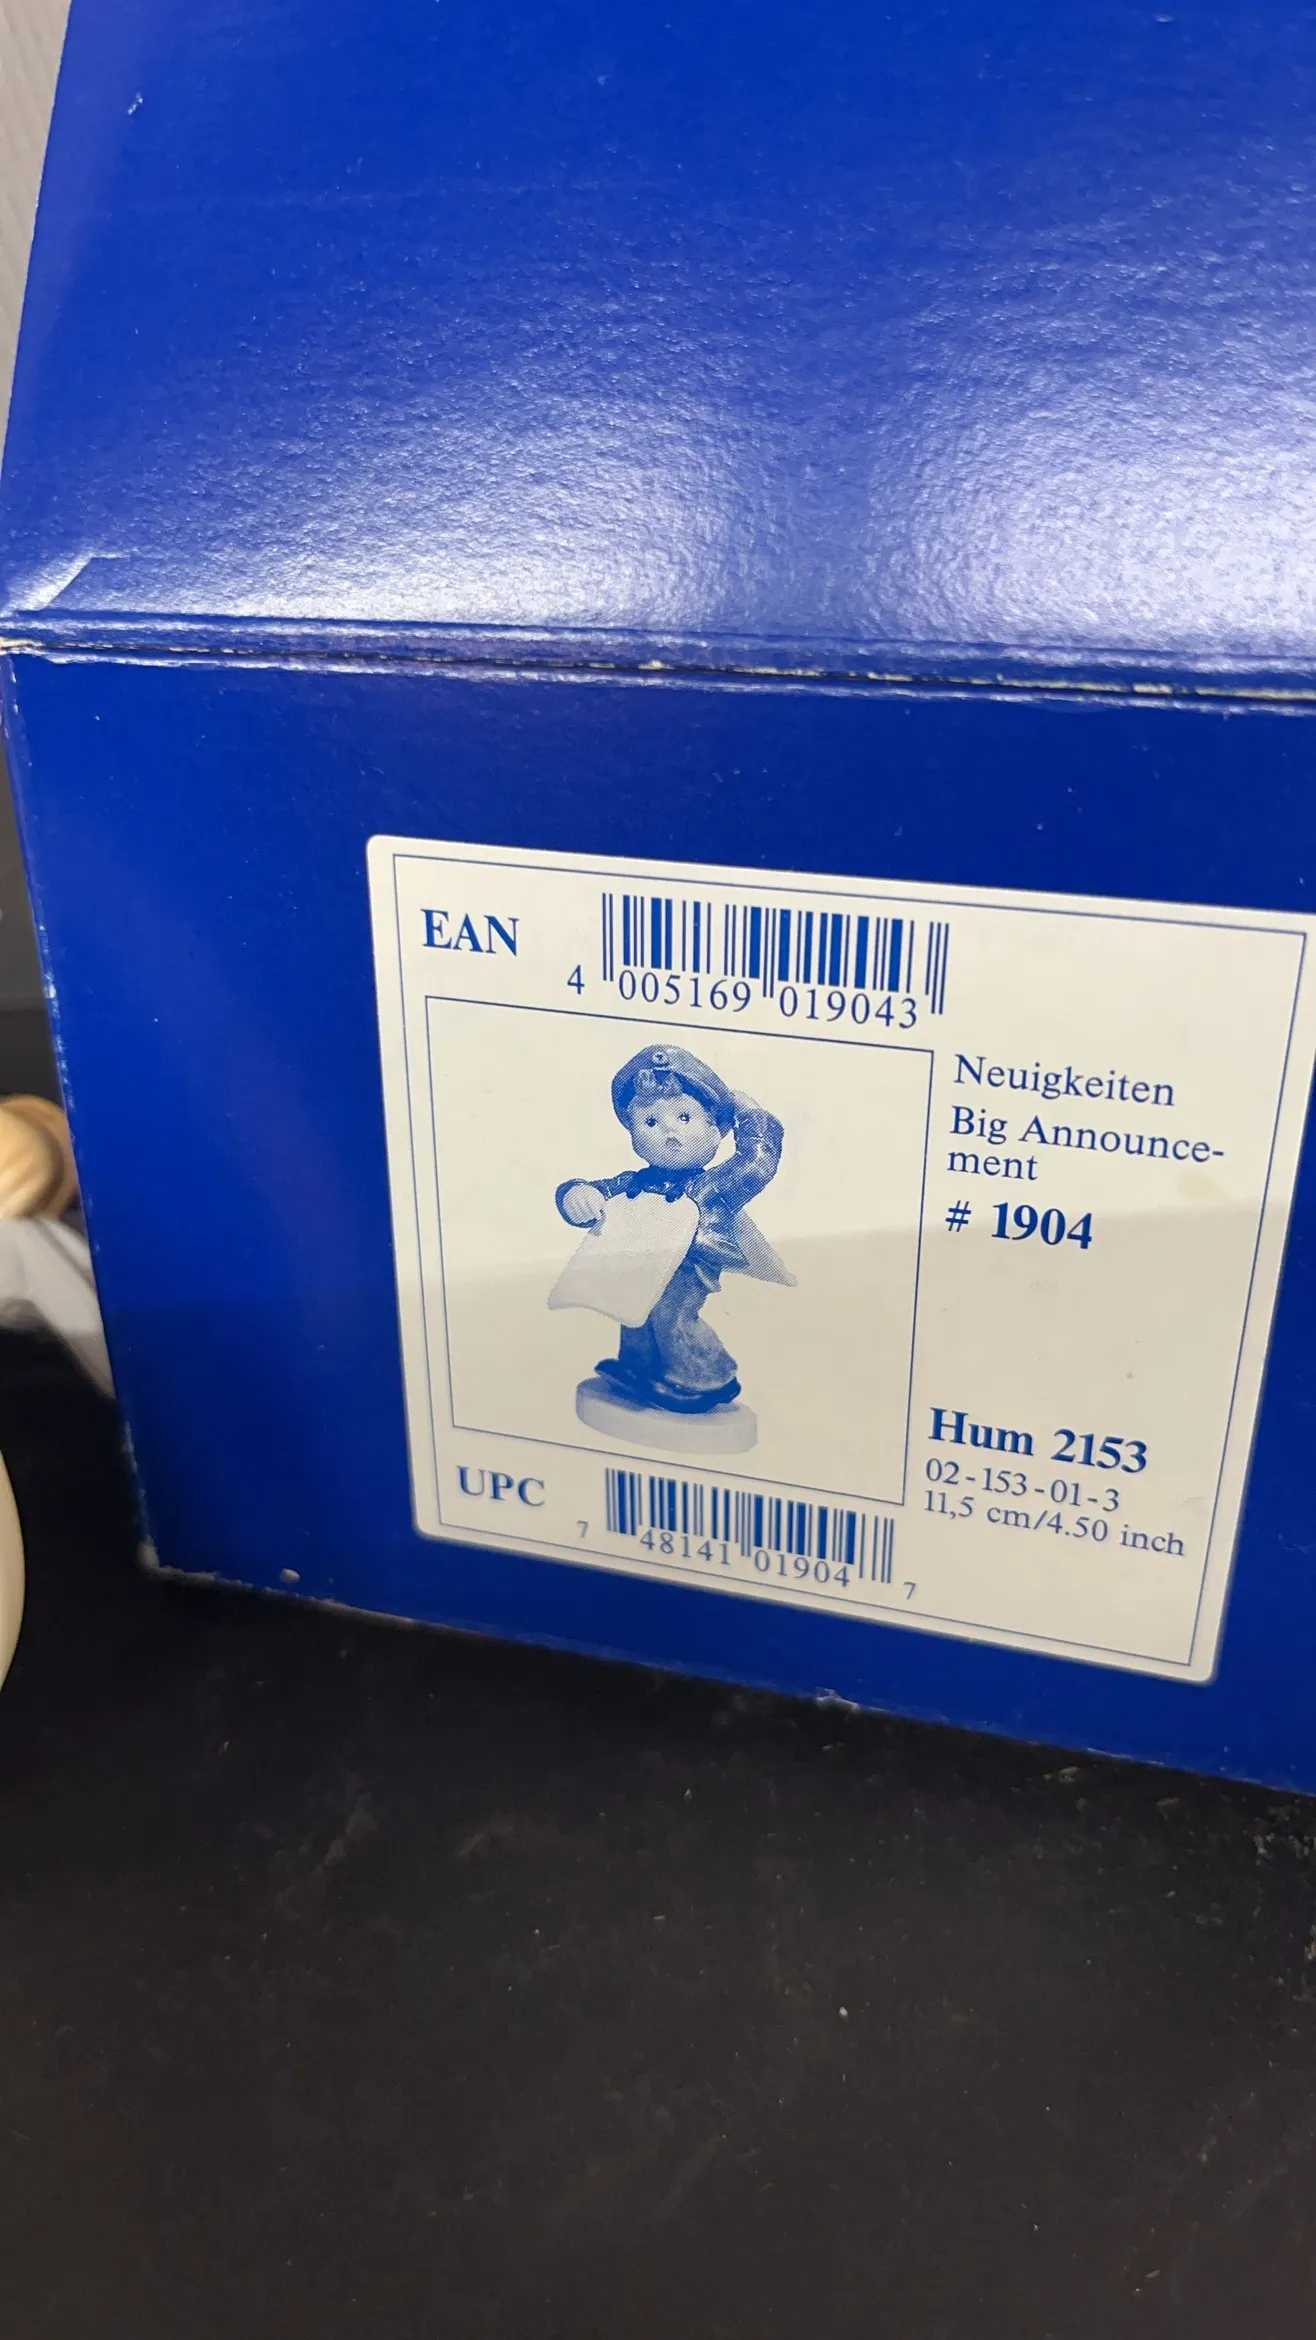 EAN
4 005169 019043
Neuigkeiten
Big Announce-
ment
# 1904
Hum 2153
02-153-01-3
11,5 cm/4.50 inch
UPC
7 48141 01904 7